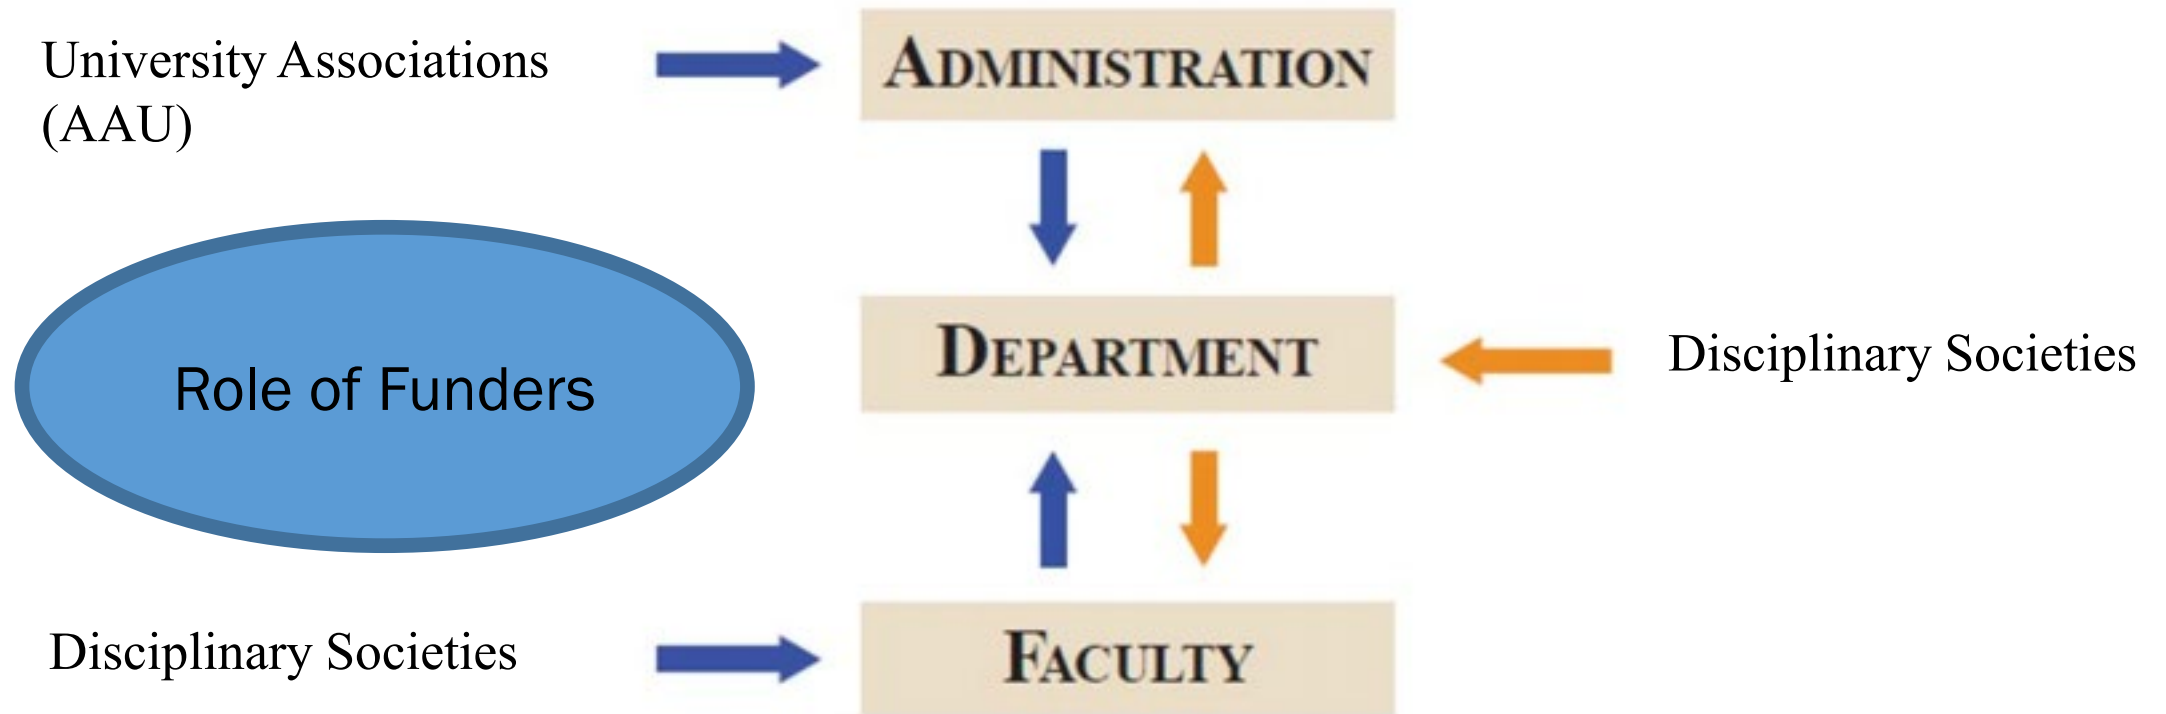 University Associations
(AAU)
ADMINISTRATION
Role of Funders
DEPARTMENT
Disciplinary Societies
Disciplinary Societies
FACULTY